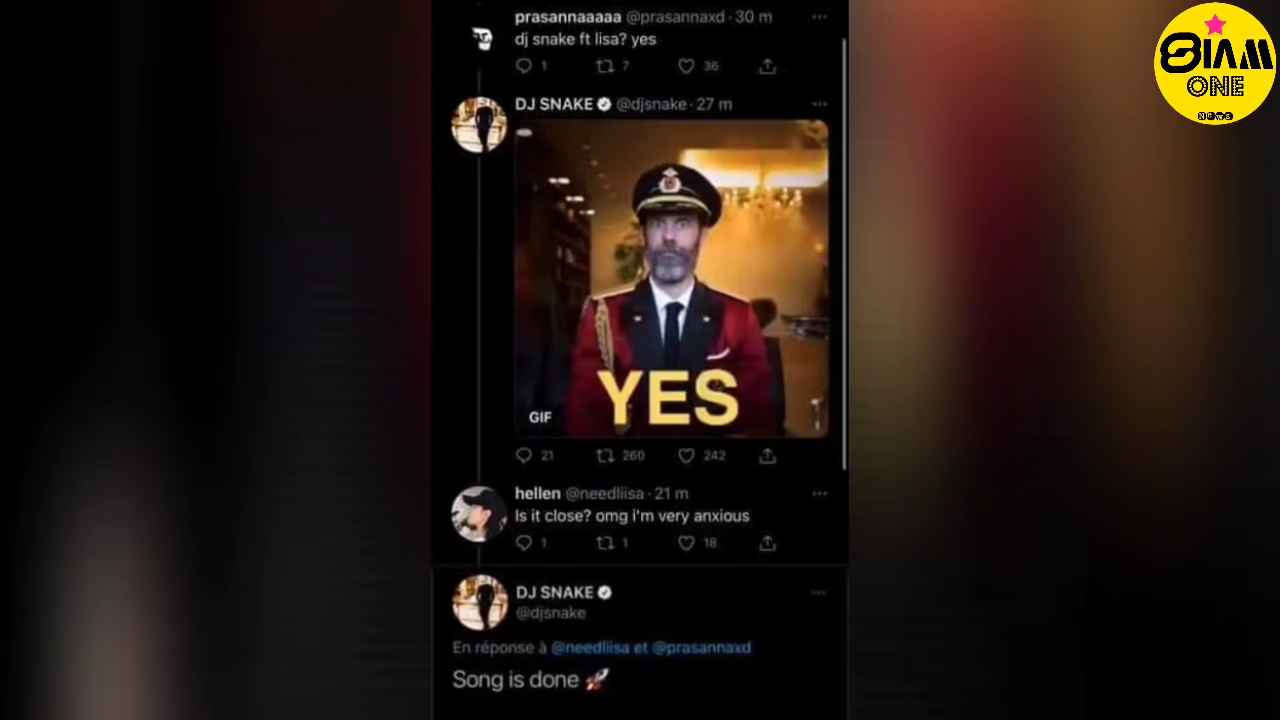 prasannaaaaa @prasannaxd · 30 m
dj snake ft lisa? yes
1 7 36
DJ SNAKE @djsnake · 27 m
YES
GIF
21 260 242
hellen @needliisa · 21 m
Is it close? omg i'm very anxious
1 1 18
DJ SNAKE
@djsnake
En réponse à @needliisa et @prasannaxd
Song is done 🚀
SIAM
ONE
NEWS